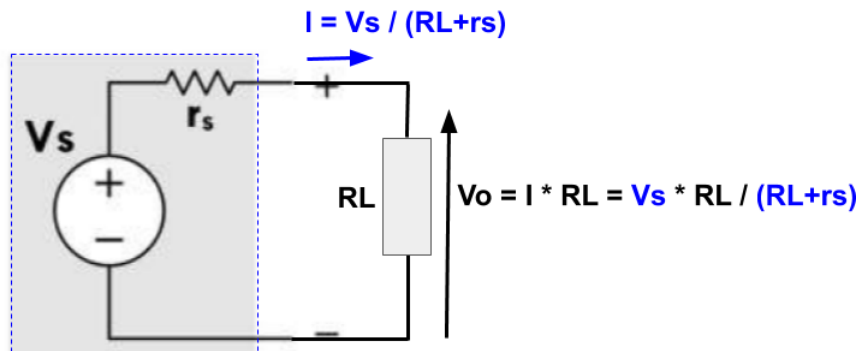 I = Vs / (RL+rs)
+
rs
Vs
+
RL
Vo = I * RL = Vs * RL / (RL+rs)
−
−